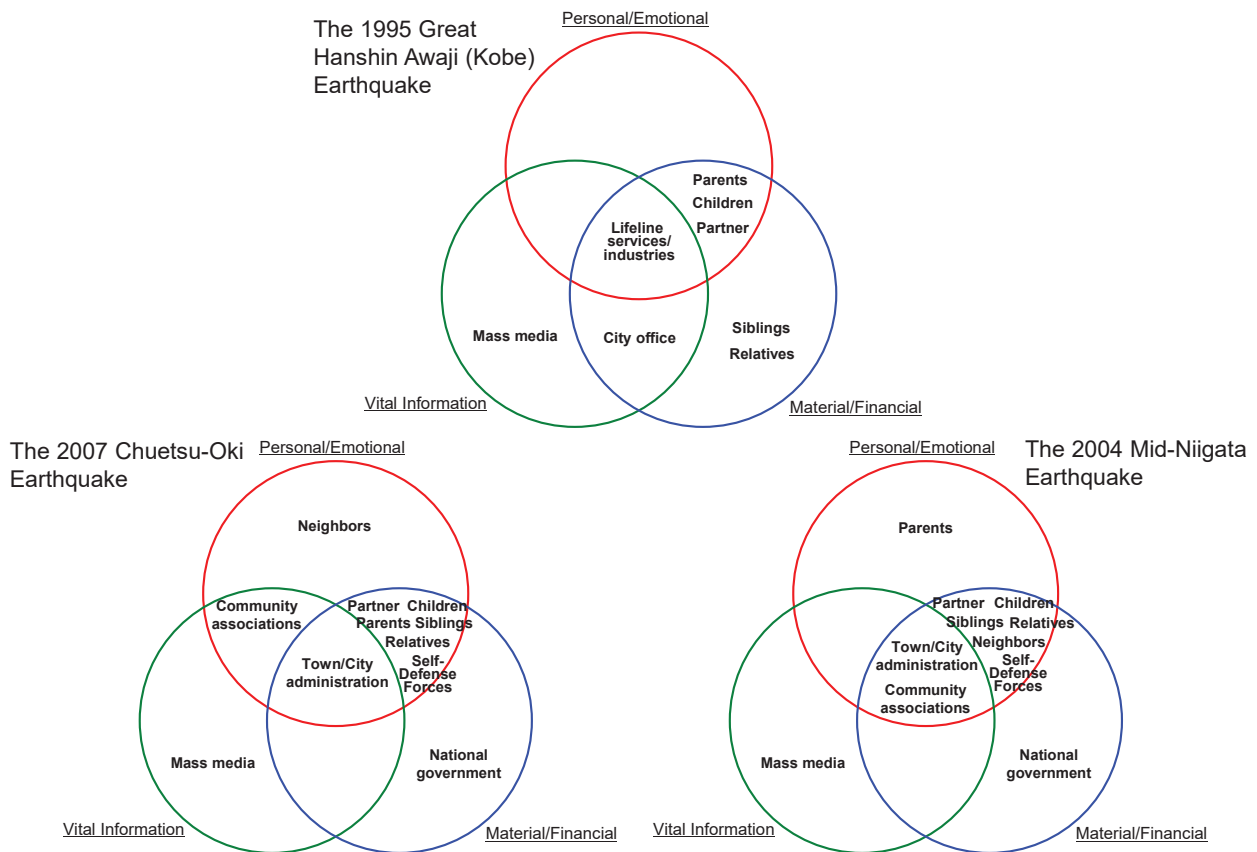 The 1995 Great
Hanshin Awaji (Kobe)
Earthquake
Personal/Emotional
Parents
Children
Partner
Lifeline
services/
industries
Mass media
City office
Siblings
Relatives
Vital Information
Material/Financial
The 2007 Chuetsu-Oki
Earthquake
Personal/Emotional
Neighbors
Community
associations
Partner Children
Parents Siblings
Relatives
Self-
Defense
Forces
Town/City
administration
Mass media
National
government
Vital Information
Material/Financial
The 2004 Mid-Niigata
Earthquake
Personal/Emotional
Parents
Partner Children
Siblings Relatives
Neighbors
Self-
Defense
Forces
Town/City
administration
Community
associations
Mass media
National
government
Vital Information
Material/Financial